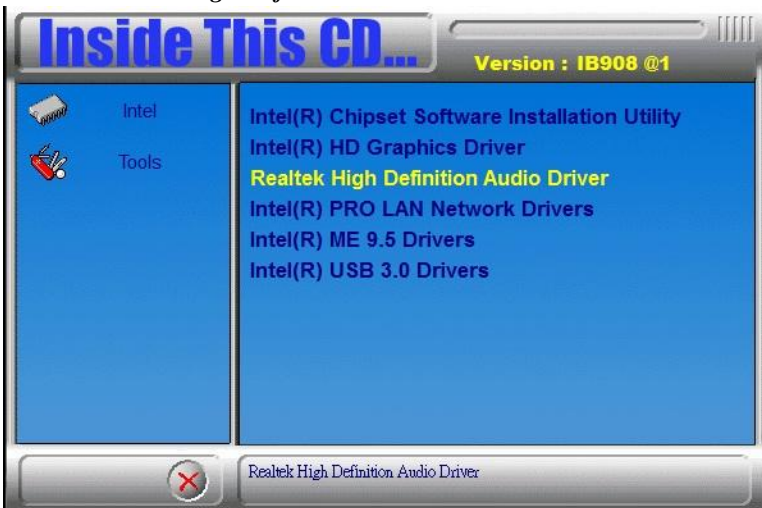 Inside This CD...
Version : IB908 @1
Intel
Tools
Intel(R) Chipset Software Installation Utility
Intel(R) HD Graphics Driver
Realtek High Definition Audio Driver
Intel(R) PRO LAN Network Drivers
Intel(R) ME 9.5 Drivers
Intel(R) USB 3.0 Drivers
Realtek High Definition Audio Driver